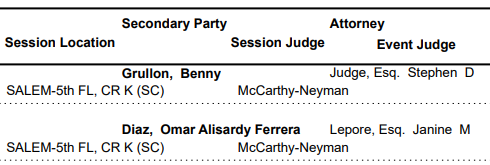 Secondary Party Attorney
Session Location Session Judge Event Judge
Grullon, Benny Judge, Esq. Stephen D
SALEM-5th FL, CR K (SC) McCarthy-Neyman
Diaz, Omar Alisardy Ferrera Lepore, Esq. Janine M
SALEM-5th FL, CR K (SC) McCarthy-Neyman